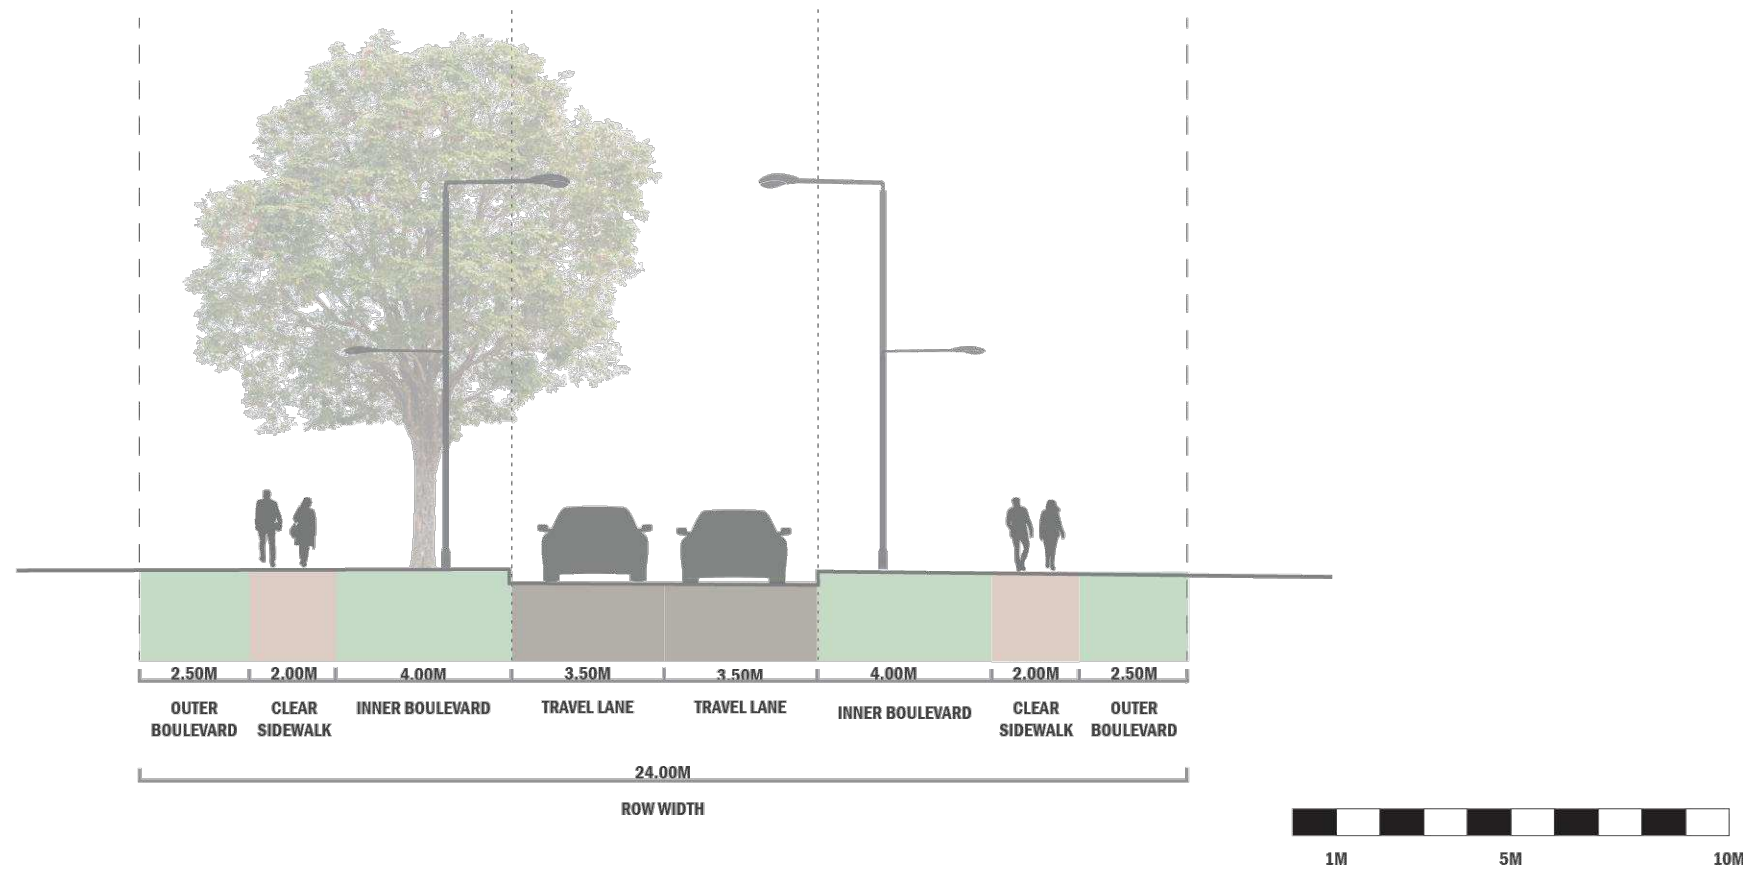 2.50M 2.00M 4.00M 3.50M 3.50M 4.00M 2.00M 2.50M
OUTER BOULEVARD
CLEAR SIDEWALK
INNER BOULEVARD
TRAVEL LANE
TRAVEL LANE
INNER BOULEVARD
CLEAR SIDEWALK
OUTER BOULEVARD
24.00M
ROW WIDTH
1M 5M 10M